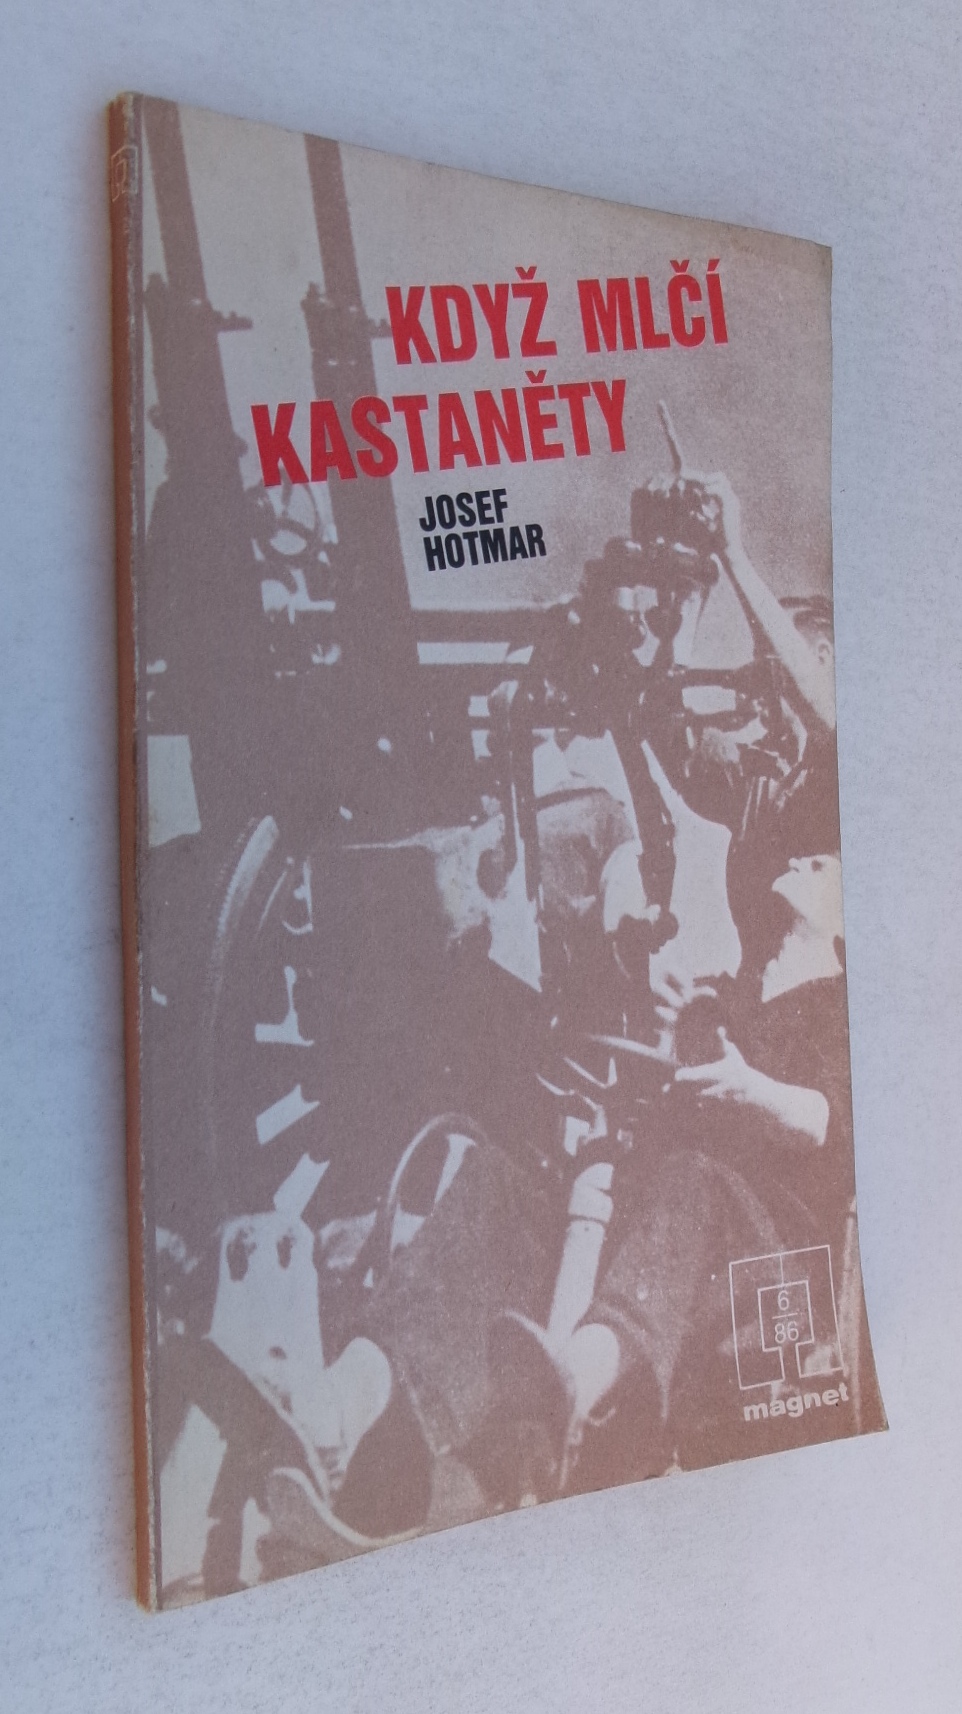 KDYŽ MLČÍ
KASTANĚTY
JOSEF
HOTMAR
6
86
magnet